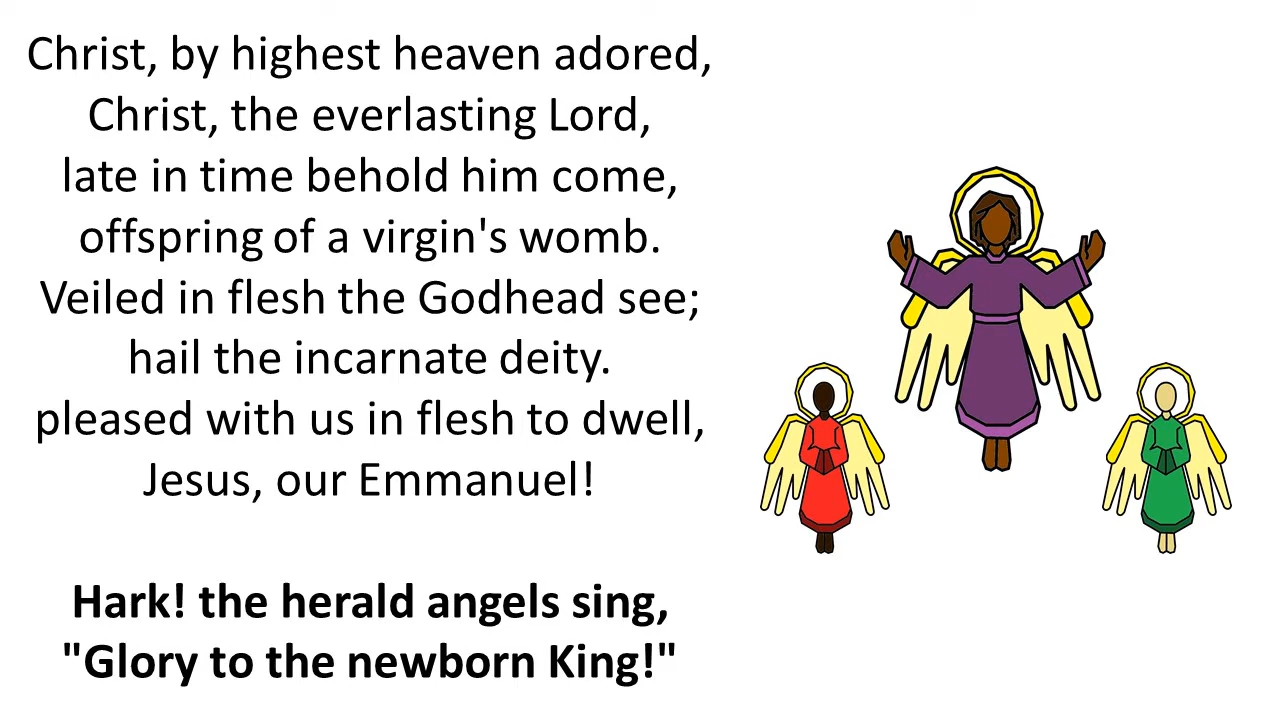 Christ, by highest heaven adored,
Christ, the everlasting Lord,
late in time behold him come,
offspring of a virgin's womb.
Veiled in flesh the Godhead see;
hail the incarnate deity.
pleased with us in flesh to dwell,
Jesus, our Emmanuel!
Hark! the herald angels sing,
"Glory to the newborn King!"